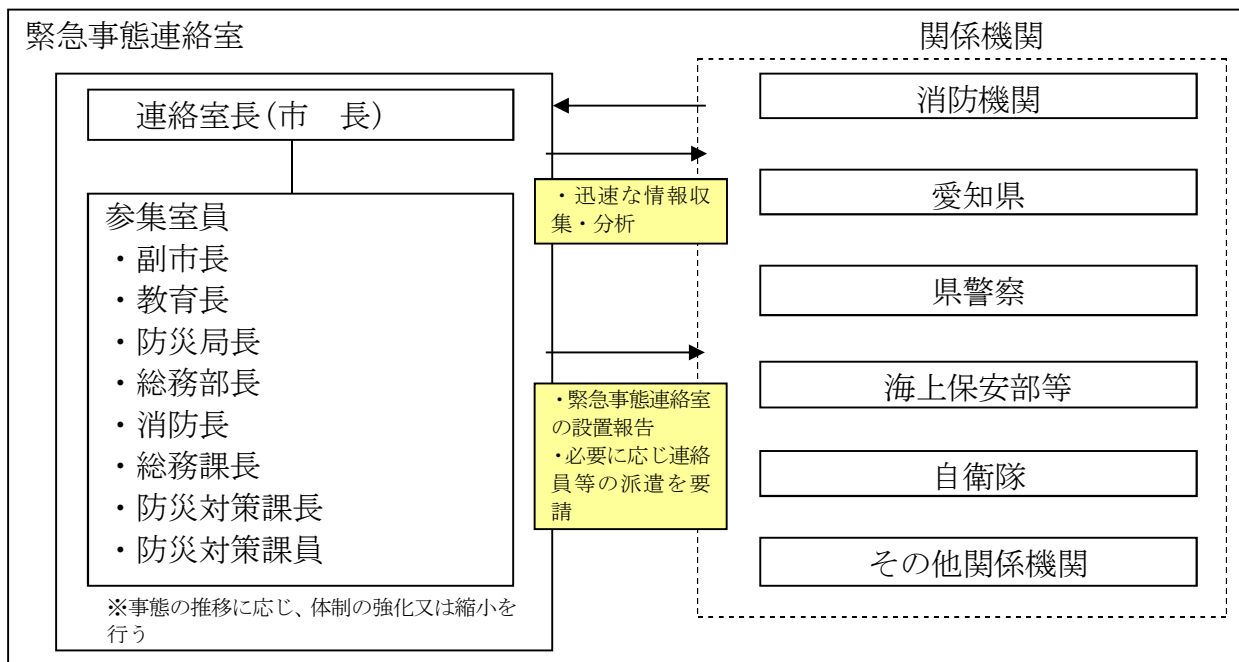 緊急事態連絡室
連絡室長(市　長)
参集室員
・副市長
・教育長
・防災局長
・総務部長
・消防長
・総務課長
・防災対策課長
・防災対策課員
※事態の推移に応じ、体制の強化又は縮小を
行う
・迅速な情報収
集・分析
・緊急事態連絡室
の設置報告
・必要に応じ連絡
員等の派遣を要
請
関係機関
消防機関
愛知県
県警察
海上保安部等
自衛隊
その他関係機関